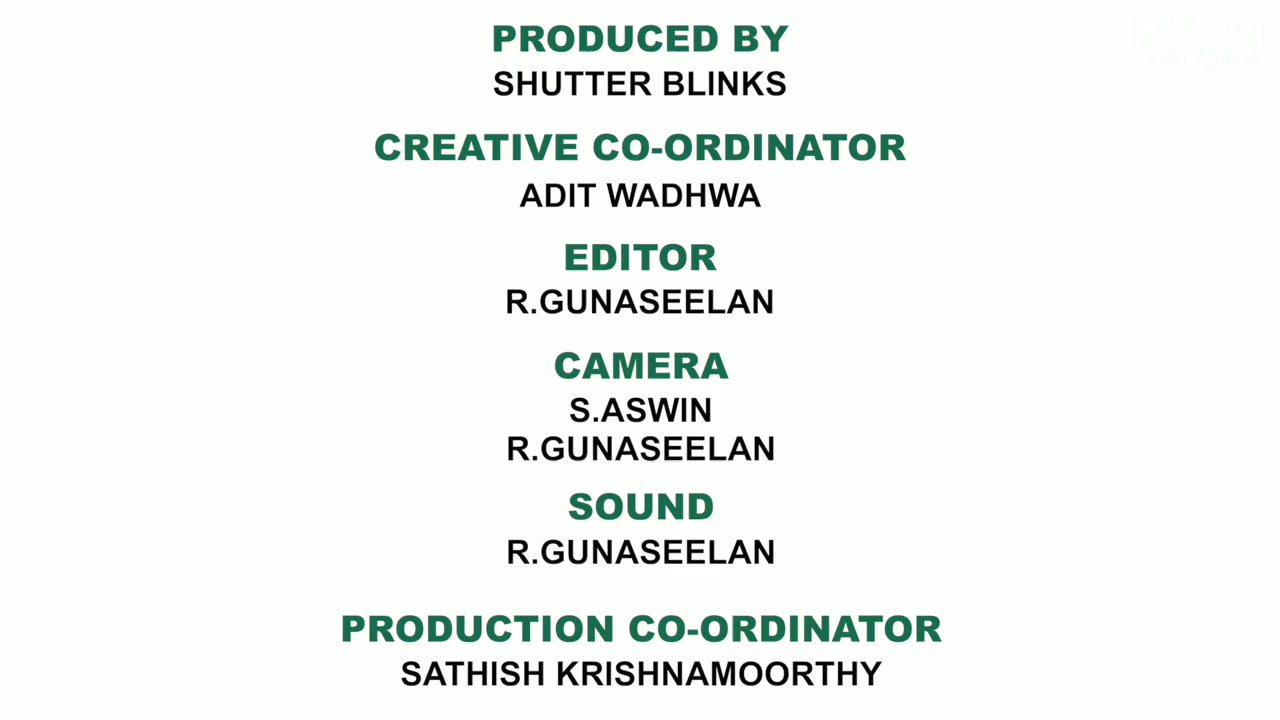 PRODUCED BY
SHUTTER BLINKS
CREATIVE CO-ORDINATOR
ADIT WADHWA
EDITOR
R.GUNASEELAN
CAMERA
S.ASWIN
R.GUNASEELAN
SOUND
R.GUNASEELAN
PRODUCTION CO-ORDINATOR
SATHISH KRISHNAMOORTHY